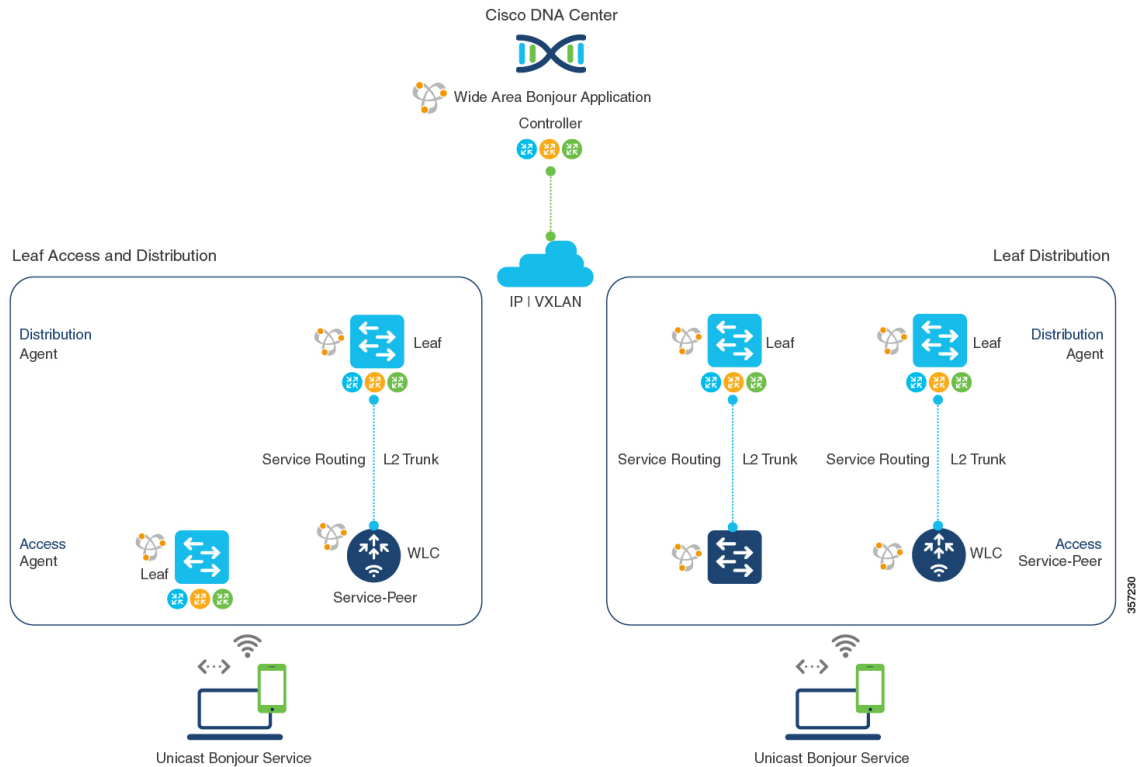 Cisco DNA Center
Wide Area Bonjour Application
Controller
IP | VXLAN
Leaf Access and Distribution
Distribution
Agent
Leaf
Service Routing
L2 Trunk
Access
Agent
Leaf
WLC
Service-Peer
Unicast Bonjour Service
Leaf Distribution
Leaf
Leaf
Distribution
Agent
Service Routing
L2 Trunk
Service Routing
L2 Trunk
WLC
Access
Service-Peer
Unicast Bonjour Service
357230